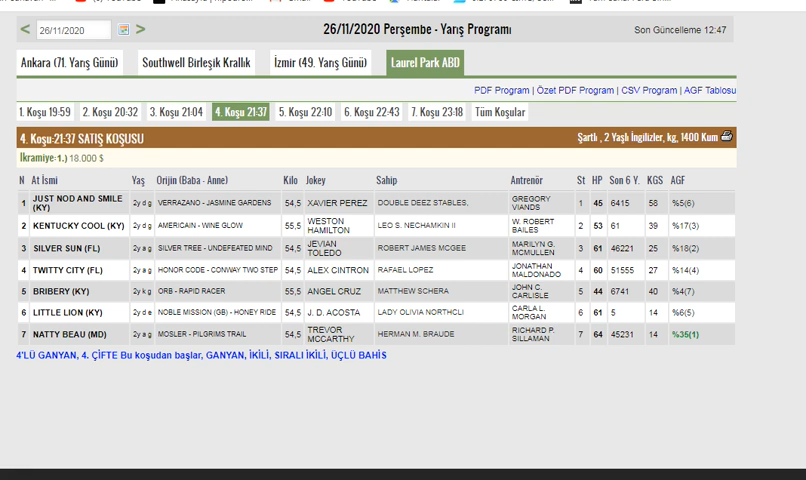 26/11/2020
26/11/2020 Perşembe - Yarış Programı
Son Güncelleme 12:47
Ankara (71. Yarış Günü) Southwell Birleşik Krallık İzmir (49. Yarış Günü) Laurel Park ABD
PDF Program | Özet PDF Program | CSV Program | AGF Tablosu
1. Koşu 19:59 2. Koşu 20:32 3. Koşu 21:04 4. Koşu 21:37 5. Koşu 22:10 6. Koşu 22:43 7. Koşu 23:18 Tüm Koşular
4. Koşu:21:37 SATIŞ KOŞUSU Şartlı , 2 Yaşlı İngilizler, kg, 1400 Kum
İkramiye: 1.) 18.000 $
N At İsmi Yaş Orijin (Baba - Anne) Kilo Jokey Sahip Antrenör St HP Son 6 Y. KGS AGF
1 JUST NOD AND SMILE (KY) 2y d g VERRAZANO - JASMINE GARDENS 54,5 XAVIER PEREZ DOUBLE DEEZ STABLES, GREGORY VIANDS 1 45 6415 58 %5(6)
2 KENTUCKY COOL (KY) 2y d g AMERICAIN - WINE GLOW 55,5 WESTON HAMILTON LEO S. NECHAMKIN II W. ROBERT BAILES 2 53 61 39 %17(3)
3 SILVER SUN (FL) 2y a g SILVER TREE - UNDEFEATED MIND 54,5 JEVIAN TOLEDO ROBERT JAMES MCGEE MARILYN G. MCMULLEN 3 61 46221 25 %18(2)
4 TWITTY CITY (FL) 2y a g HONOR CODE - CONWAY TWO STEP 54,5 ALEX CINTRON RAFAEL LOPEZ JONATHAN MALDONADO 4 60 51555 27 %14(4)
5 BRIBERY (KY) 2y k g ORB - RAPID RACER 55,5 ANGEL CRUZ MATTHEW SCHERA JOHN C. CARLISLE 5 44 6741 40 %4(7)
6 LITTLE LION (KY) 2y d e NOBLE MISSION (GB) - HONEY RIDE 54,5 J. D. ACOSTA LADY OLIVIA NORTHCLI CARLA L. MORGAN 6 61 5 14 %6(5)
7 NATTY BEAU (MD) 2y a g MOSLER - PILGRIMS TRAIL 54,5 TREVOR MCCARTHY HERMAN M. BRAUDE RICHARD P. SILLAMAN 7 64 45231 14 %35(1)
4'LÜ GANYAN, 4. ÇİFTE Bu koşudan başlar, GANYAN, İKİLİ, SIRALI İKİLİ, ÜÇLÜ BAHİS